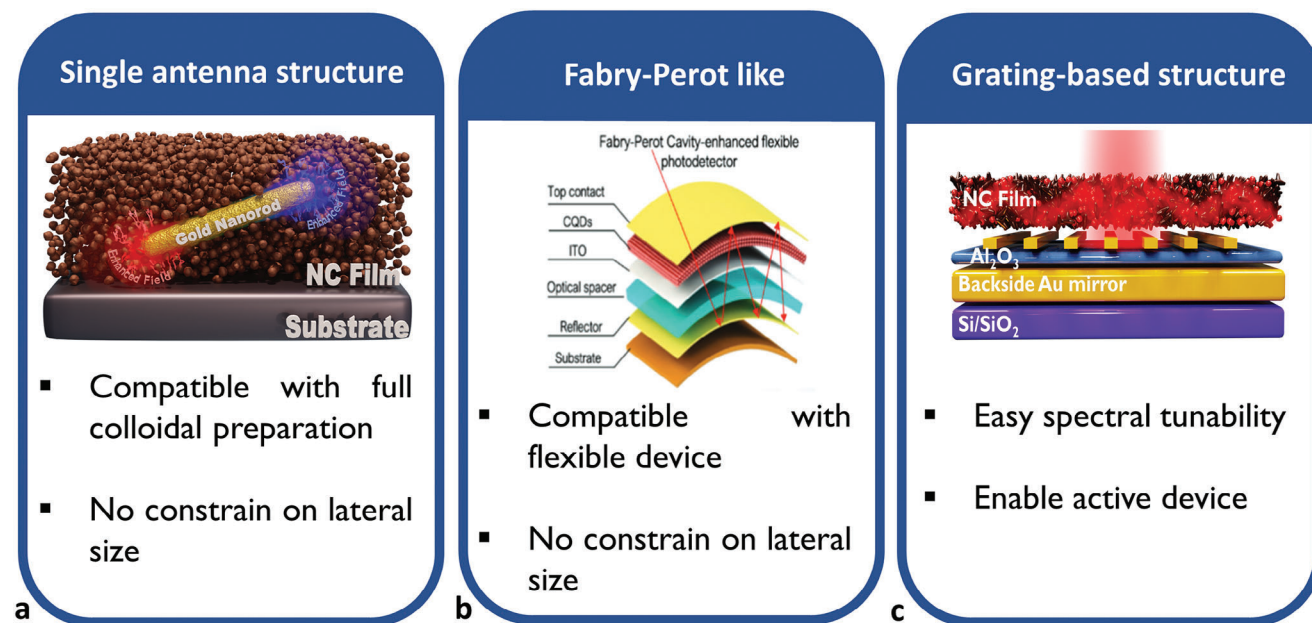 Single antenna structure
Enhanced Field
Gold Nanorod
Enhanced Field
NC Film
Substrate
▪ Compatible with full
colloidal preparation
▪ No constrain on lateral
size
a
Fabry-Perot like
Fabry-Perot Cavity-enhanced flexible
photodetector
Top contact
CQDs
ITO
Optical spacer
Reflector
Substrate
▪ Compatible with
flexible device
▪ No constrain on lateral
size
b
Grating-based structure
NC Film
Al₂O₃
Backside Au mirror
Si/SiO₂
▪ Easy spectral tunability
▪ Enable active device
c